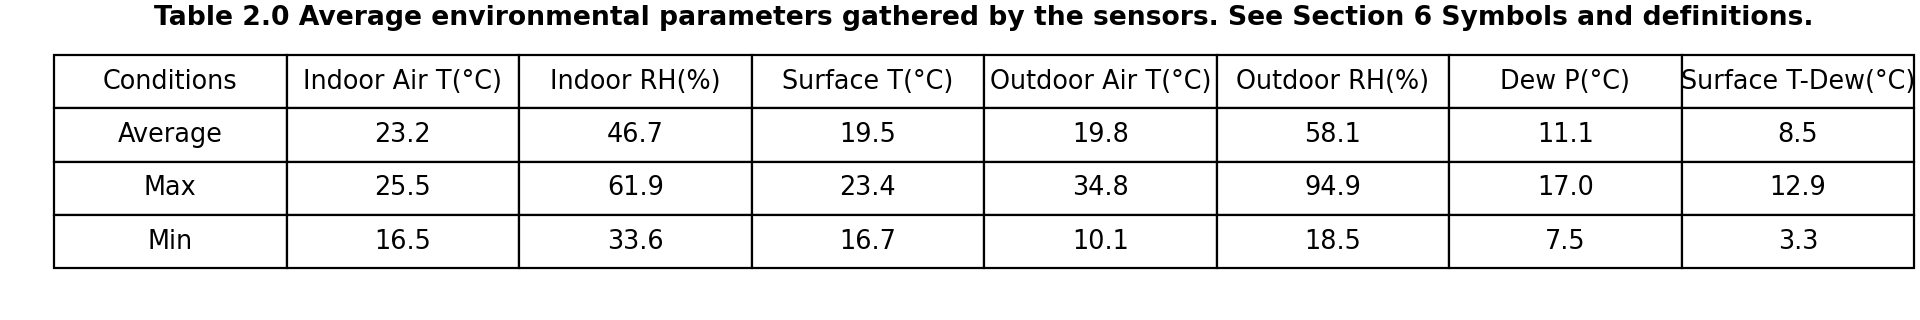 Table 2.0 Average environmental parameters gathered by the sensors. See Section 6 Symbols and definitions.
Conditions Indoor Air T(°C) Indoor RH(%) Surface T(°C) Outdoor Air T(°C) Outdoor RH(%) Dew P(°C) Surface T-Dew(°C)
Average 23.2 46.7 19.5 19.8 58.1 11.1 8.5
Max 25.5 61.9 23.4 34.8 94.9 17.0 12.9
Min 16.5 33.6 16.7 10.1 18.5 7.5 3.3